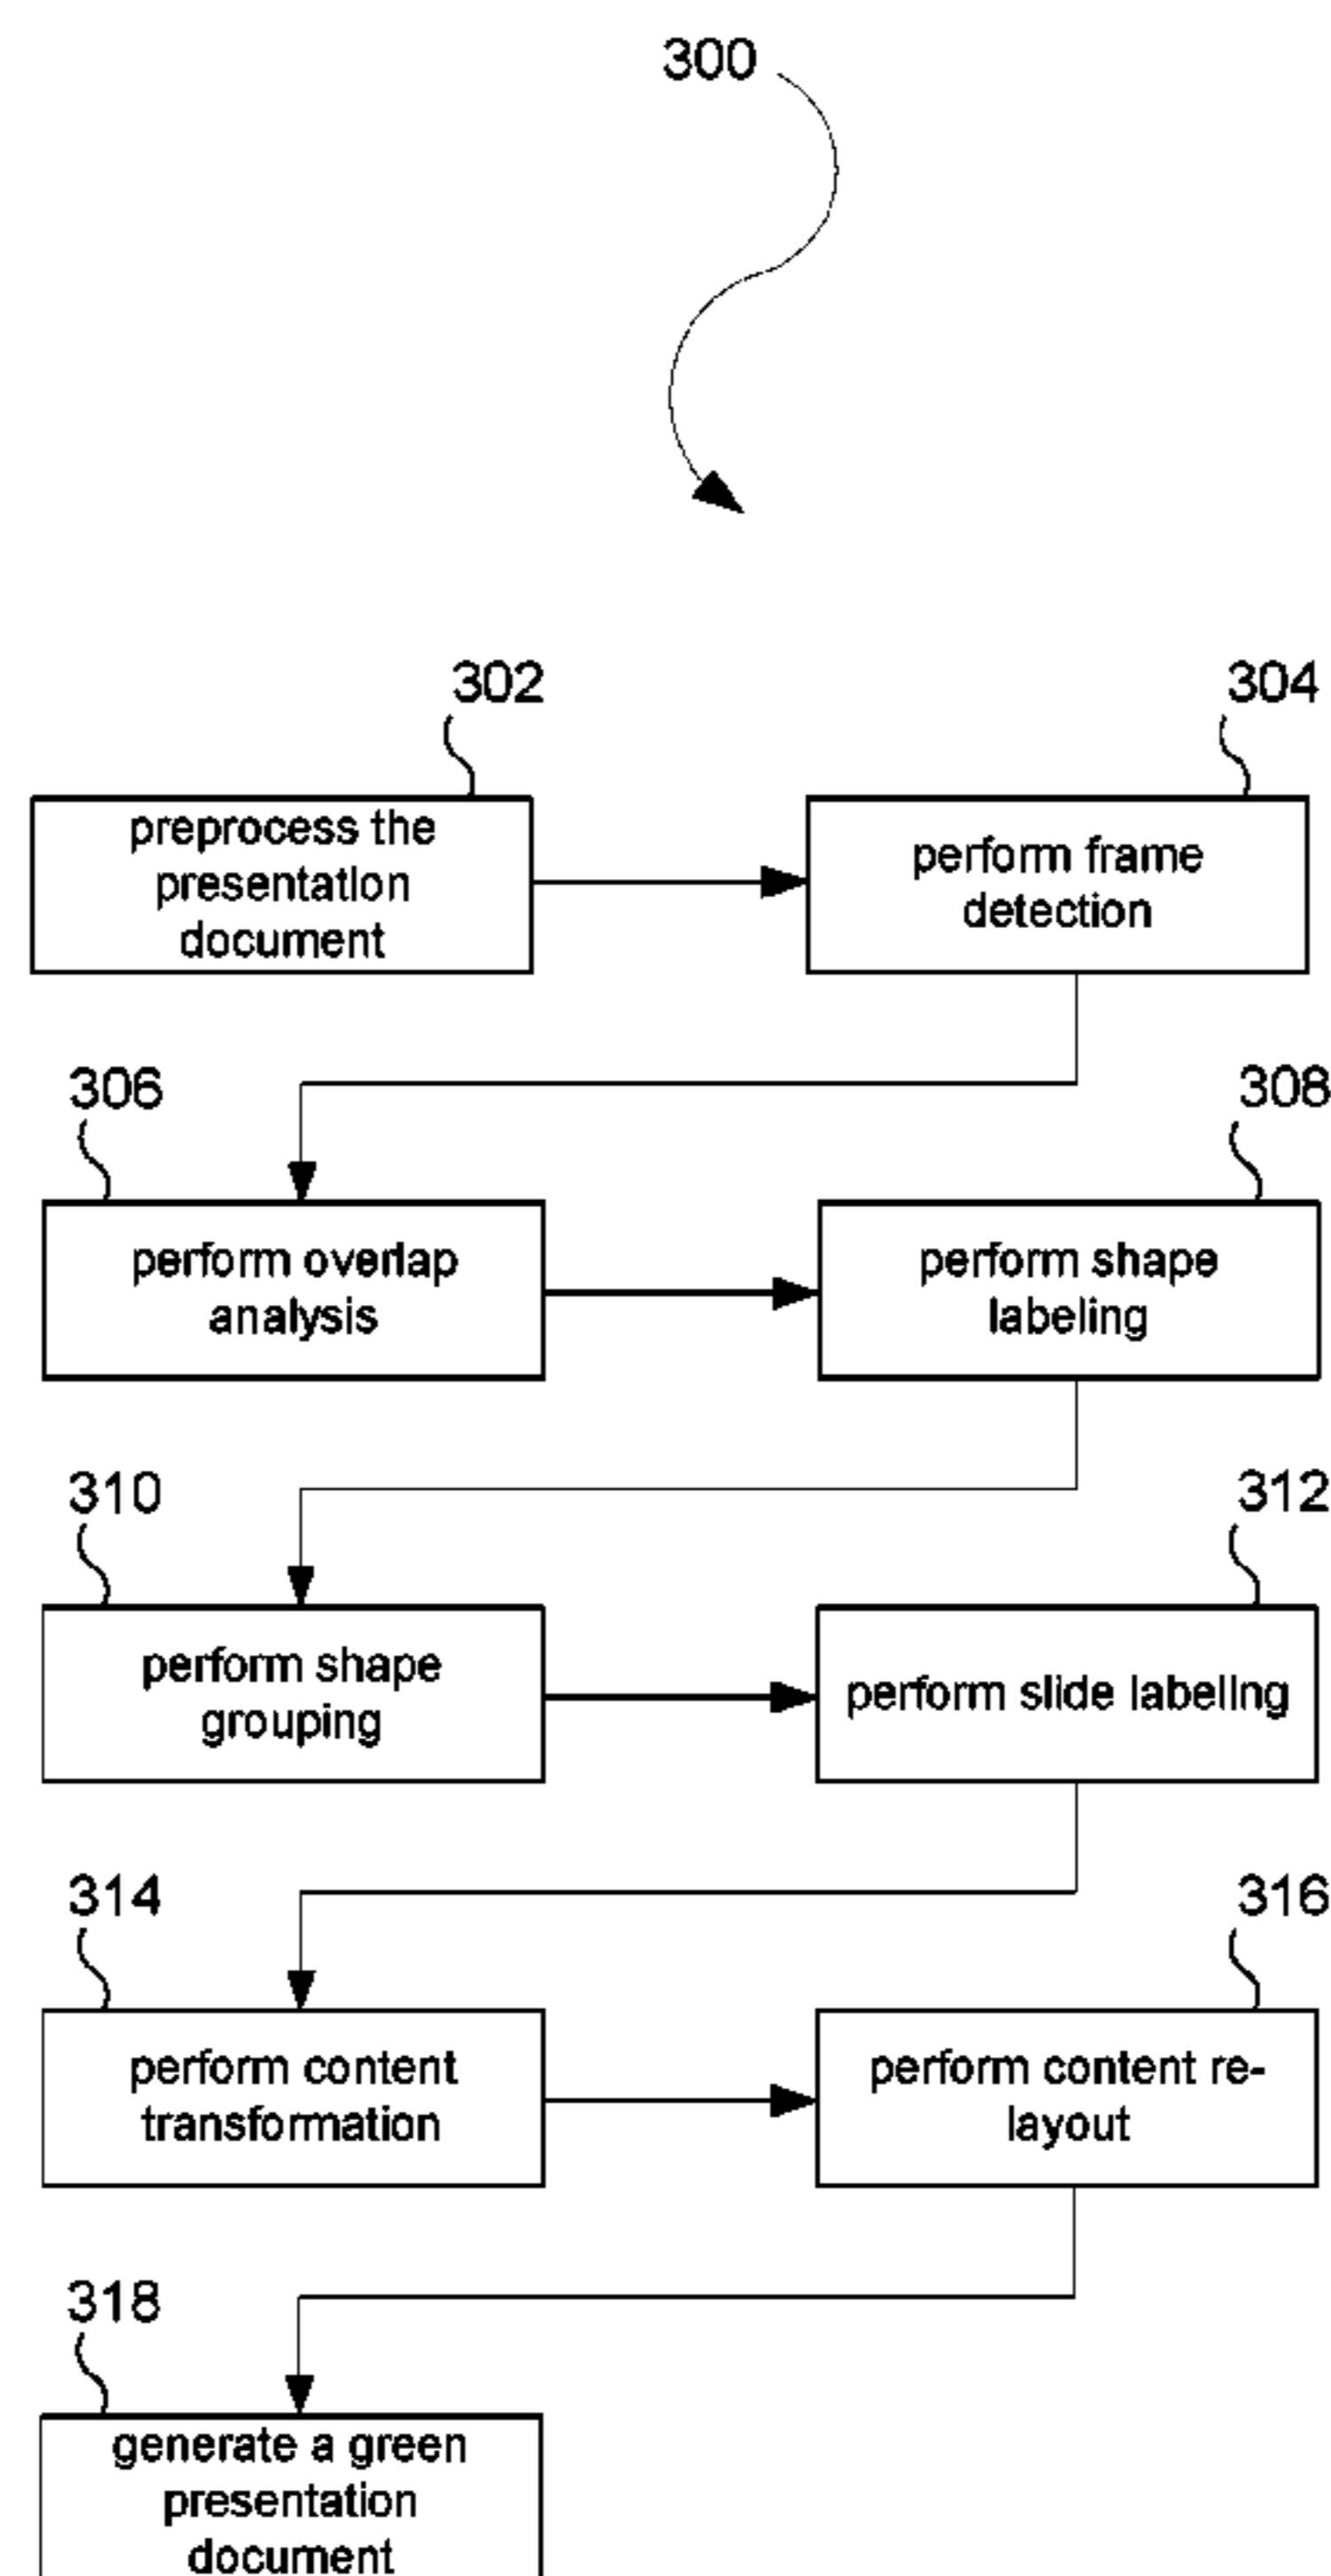 300
302
preprocess the
presentation
document
304
perform frame
detection
306
perform overlap
analysis
308
perform shape
labeling
310
perform shape
grouping
312
perform slide labeling
314
perform content
transformation
316
perform content re-
layout
318
generate a green
presentation
document